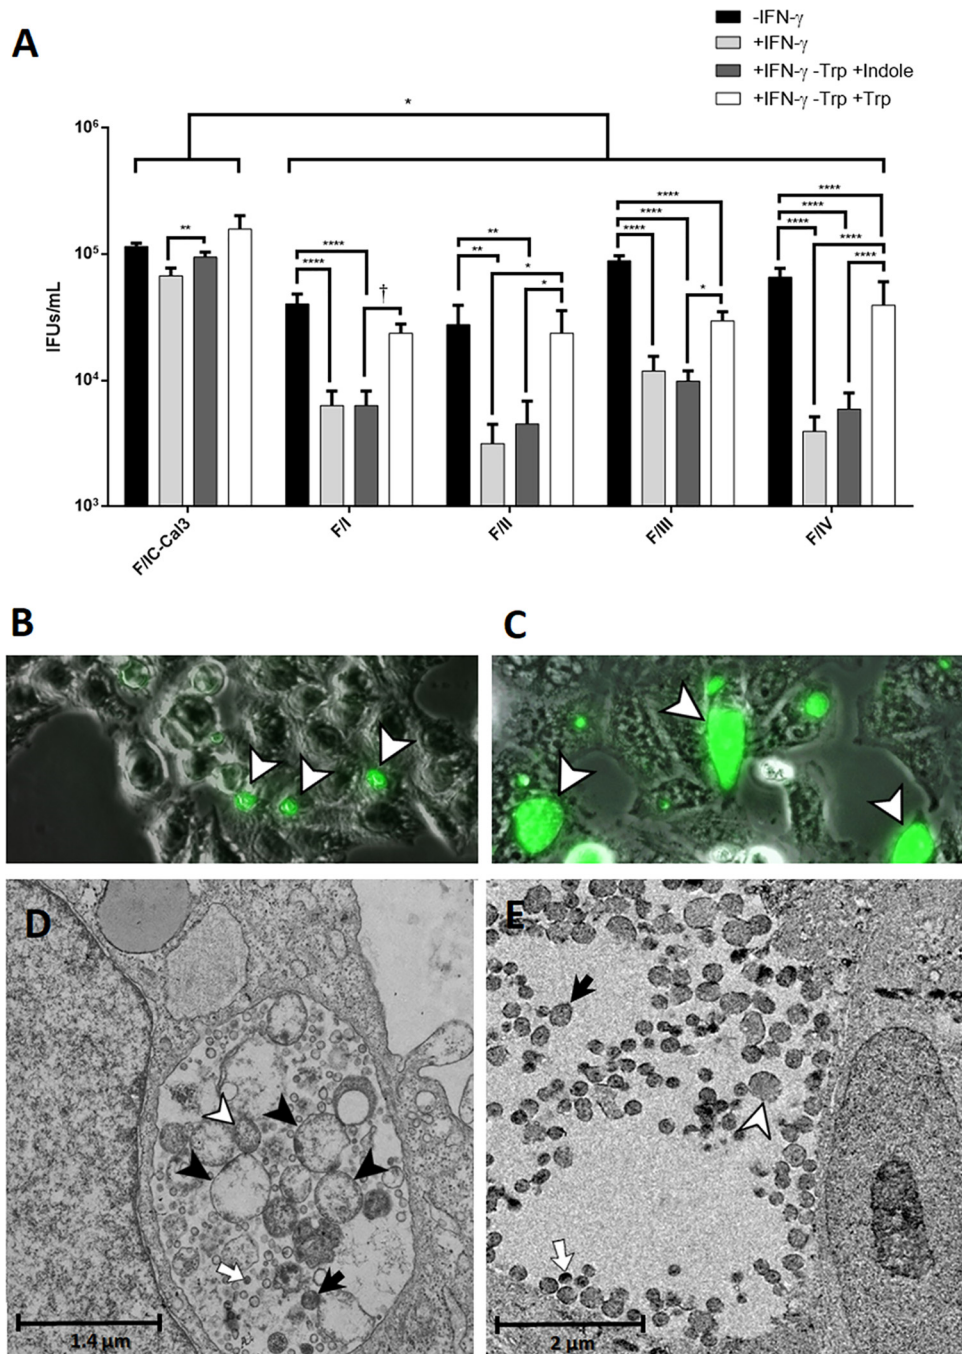 A
-IFN-γ
+IFN-γ
+IFN-γ -Trp +Indole
+IFN-γ -Trp +Trp
*
10⁶
10⁵
10⁴
10³
IFUs/mL
**
****
****
†
**
**
*
*
****
****
****
*
****
****
****
****
****
F/IC-Cal3
F/I
F/II
F/III
F/IV
B
C
D
E
1.4 µm
2 µm